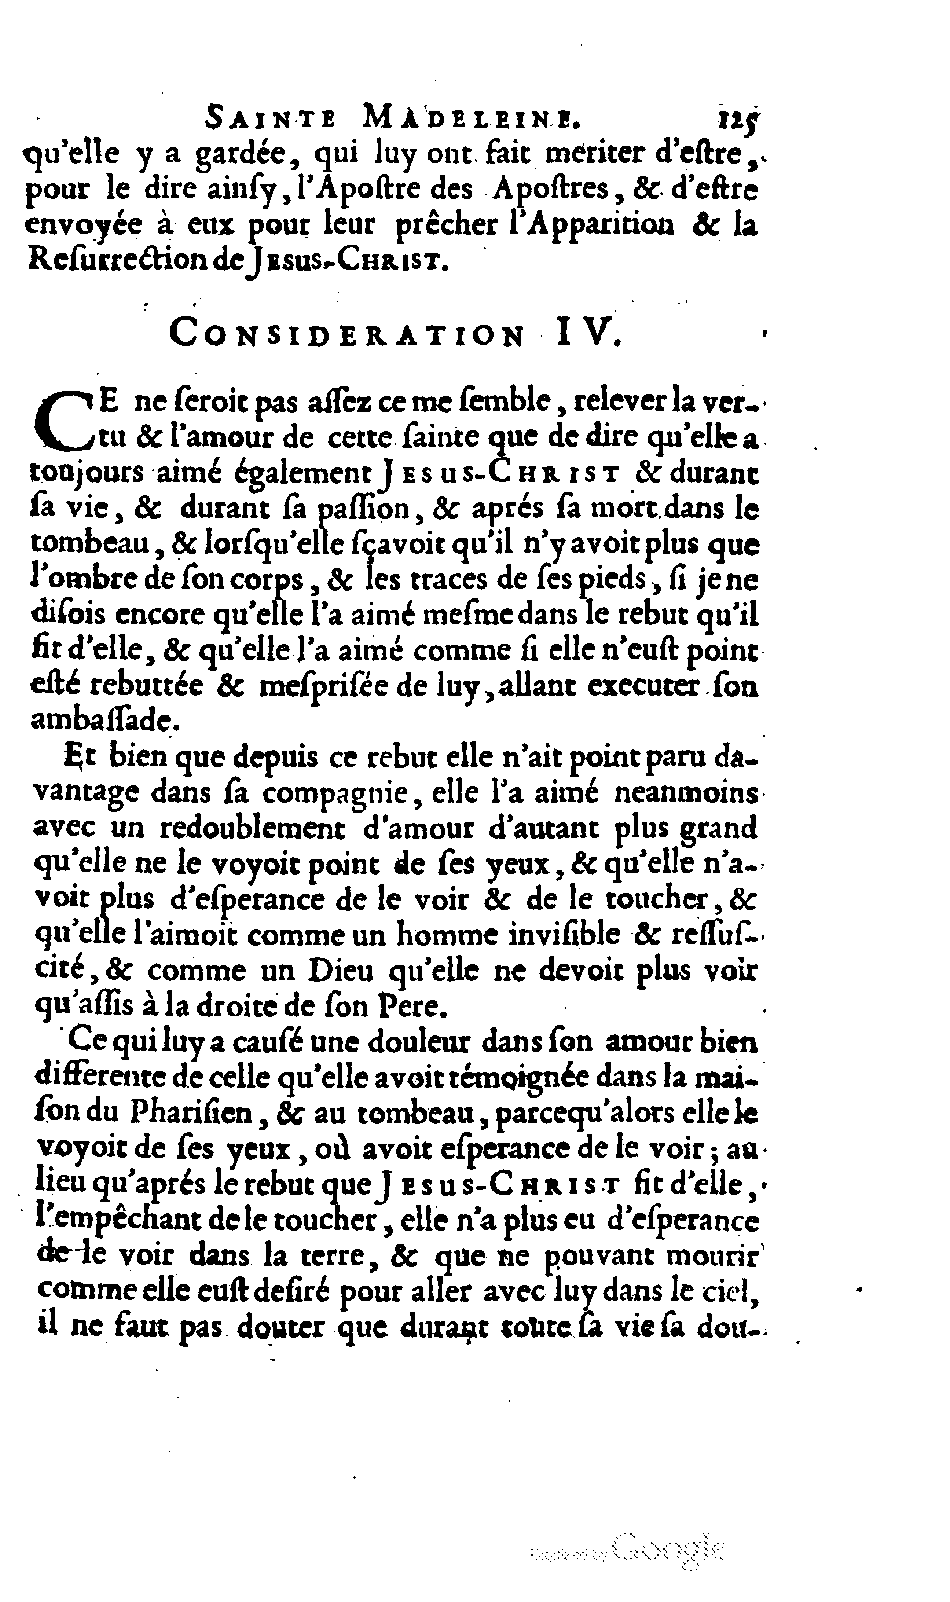 SAINTE MADELEINE. 125
qu'elle y a gardée, qui luy ont fait meriter d'eſtre,
pour le dire ainſy, l'Apoſtre des Apoſtres, & d'eſtre
envoyée à eux pour leur prêcher l'Apparition & la
Reſurrection de JESUS-CHRIST.
CONSIDERATION IV.
CE ne ſeroit pas aſſez ce me ſemble, relever la ver-
tu & l'amour de cette ſainte que de dire qu'elle a
toujours aimé également JESUS-CHRIST & durant
ſa vie, & durant ſa paſſion, & aprés ſa mort dans le
tombeau, & lorſqu'elle ſçavoit qu'il n'y avoit plus que
l'ombre de ſon corps, & les traces de ſes pieds, ſi je ne
diſois encore qu'elle l'a aimé meſme dans le rebut qu'il
fit d'elle, & qu'elle l'a aimé comme ſi elle n'euſt point
eſté rebuttée & meſpriſée de luy, allant executer ſon
ambaſſade.
Et bien que depuis ce rebut elle n'ait point paru da-
vantage dans ſa compagnie, elle l'a aimé neanmoins
avec un redoublement d'amour d'autant plus grand
qu'elle ne le voyoit point de ſes yeux, & qu'elle n'a-
voit plus d'eſperance de le voir & de le toucher, &
qu'elle l'aimoit comme un homme inviſible & reſſuſ-
cité, & comme un Dieu qu'elle ne devoit plus voir
qu'aſſis à la droite de ſon Pere.
Ce qui luy a cauſé une douleur dans ſon amour bien
differente de celle qu'elle avoit témoignée dans la mai-
ſon du Phariſien, & au tombeau, parcequ'alors elle le
voyoit de ſes yeux, où avoit eſperance de le voir; au
lieu qu'aprés le rebut que JESUS-CHRIST fit d'elle,
l'empêchant de le toucher, elle n'a plus eu d'eſperance
de le voir dans la terre, & que ne pouvant mourir
comme elle euſt deſiré pour aller avec luy dans le ciel,
il ne faut pas douter que durant toute ſa vie ſa dou-
Google